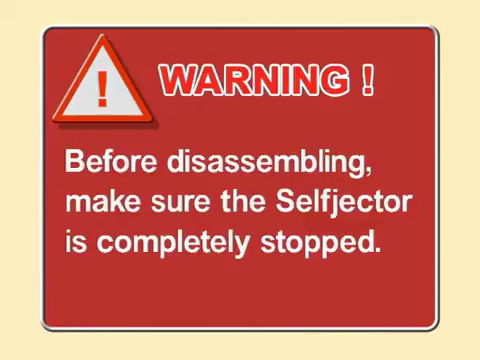 !
WARNING !
Before disassembling,
make sure the Selfjector
is completely stopped.